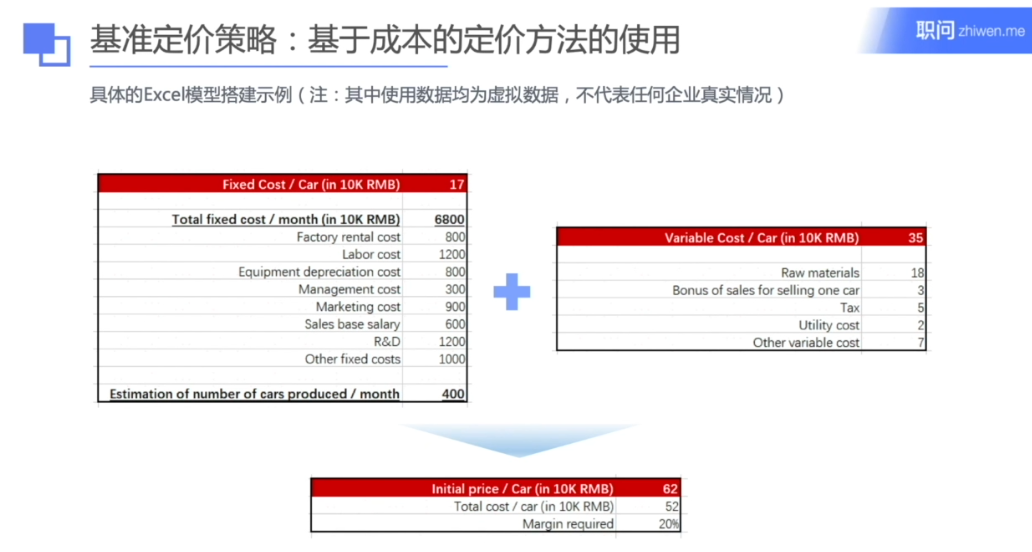 基准定价策略：基于成本的定价方法的使用
职问 zhiwen.me
具体的Excel模型搭建示例（注：其中使用数据均为虚拟数据，不代表任何企业真实情况）
Fixed Cost / Car (in 10K RMB) 17
Total fixed cost / month (in 10K RMB) 6800
Factory rental cost 800
Labor cost 1200
Equipment depreciation cost 800
Management cost 300
Marketing cost 900
Sales base salary 600
R&D 1200
Other fixed costs 1000
Estimation of number of cars produced / month 400
Variable Cost / Car (in 10K RMB) 35
Raw materials 18
Bonus of sales for selling one car 3
Tax 5
Utility cost 2
Other variable cost 7
Initial price / Car (in 10K RMB) 62
Total cost / car (in 10K RMB) 52
Margin required 20%